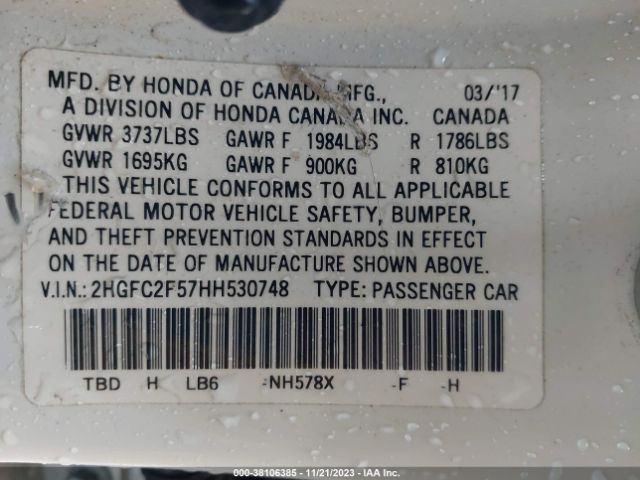 MFD. BY HONDA OF CANADA MFG., 03/'17
A DIVISION OF HONDA CANADA INC. CANADA
GVWR 3737LBS GAWR F 1984LBS R 1786LBS
GVWR 1695KG GAWR F 900KG R 810KG
THIS VEHICLE CONFORMS TO ALL APPLICABLE
FEDERAL MOTOR VEHICLE SAFETY, BUMPER,
AND THEFT PREVENTION STANDARDS IN EFFECT
ON THE DATE OF MANUFACTURE SHOWN ABOVE.
V.I.N.: 2HGFC2F57HH530748 TYPE: PASSENGER CAR
TBD H LB6 -NH578X -F -H
000-38106385 - 11/21/2023 - IAA Inc.